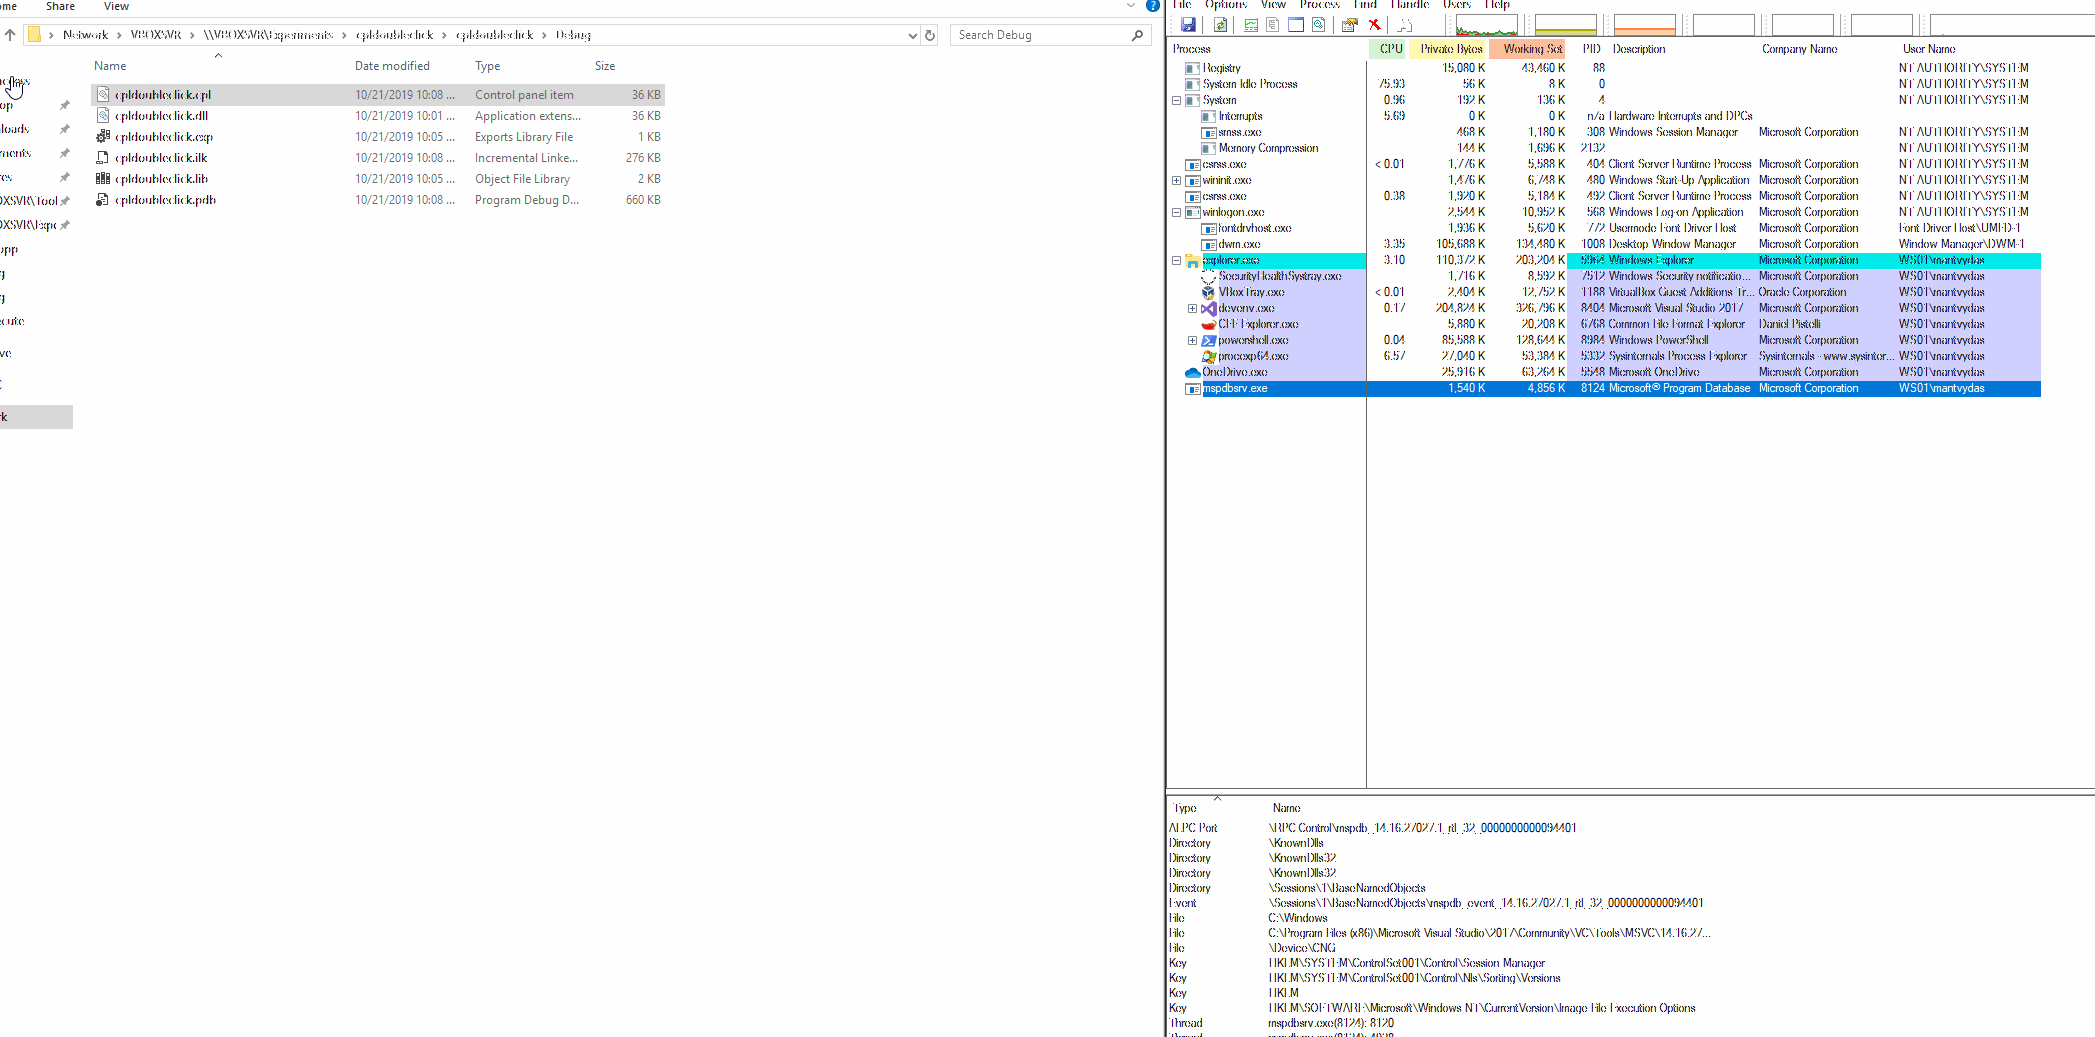 ome Share View
Network VBOXSVR \\VBOXSVR\Experiments cpldoubleclick cpldoubleclick Debug
Search Debug
Name Date modified Type Size
cpldoubleclick.cpl 10/21/2019 10:08 ... Control panel item 36 KB
cpldoubleclick.dll 10/21/2019 10:01 ... Application extens... 36 KB
cpldoubleclick.exp 10/21/2019 10:05 ... Exports Library File 1 KB
cpldoubleclick.ilk 10/21/2019 10:08 ... Incremental Linke... 276 KB
cpldoubleclick.lib 10/21/2019 10:05 ... Object File Library 2 KB
cpldoubleclick.pdb 10/21/2019 10:08 ... Program Debug D... 660 KB
op
loads
ments
res
OXSVR\Tool
OXSVR\Expe
app
g
g
ecute
ve
rk
File Options View Process Find Handle Users Help
Process CPU Private Bytes Working Set PID Description Company Name User Name
Registry 15,080 K 43,460 K 88 NT AUTHORITY\SYSTEM
System Idle Process 76.93 56 K 8 K 0 NT AUTHORITY\SYSTEM
System 0.96 192 K 136 K 4 NT AUTHORITY\SYSTEM
Interrupts 5.69 0 K 0 K n/a Hardware Interrupts and DPCs
smss.exe 468 K 1,180 K 308 Windows Session Manager Microsoft Corporation NT AUTHORITY\SYSTEM
Memory Compression 144 K 1,696 K 2132 NT AUTHORITY\SYSTEM
csrss.exe < 0.01 1,776 K 5,588 K 404 Client Server Runtime Process Microsoft Corporation NT AUTHORITY\SYSTEM
wininit.exe 1,476 K 6,748 K 480 Windows Start-Up Application Microsoft Corporation NT AUTHORITY\SYSTEM
csrss.exe 0.38 1,920 K 5,184 K 492 Client Server Runtime Process Microsoft Corporation NT AUTHORITY\SYSTEM
winlogon.exe 2,544 K 10,952 K 568 Windows Log-on Application Microsoft Corporation NT AUTHORITY\SYSTEM
fontdrvhost.exe 1,936 K 5,620 K 772 Usermode Font Driver Host Microsoft Corporation Font Driver Host\UMFD-1
dwm.exe 3.35 105,688 K 134,480 K 1008 Desktop Window Manager Microsoft Corporation Window Manager\DWM-1
explorer.exe 3.10 110,372 K 203,204 K 5964 Windows Explorer Microsoft Corporation WS01\mantvydas
SecurityHealthSystray.exe 1,716 K 8,592 K 7512 Windows Security notificatio... Microsoft Corporation WS01\mantvydas
VBoxTray.exe < 0.01 2,404 K 12,752 K 1188 VirtualBox Guest Additions Tr... Oracle Corporation WS01\mantvydas
devenv.exe 0.17 204,824 K 326,796 K 8404 Microsoft Visual Studio 2017 Microsoft Corporation WS01\mantvydas
CFF Explorer.exe 5,880 K 20,208 K 6768 Common File Format Explorer Daniel Pistelli WS01\mantvydas
powershell.exe 0.04 85,588 K 128,644 K 8984 Windows PowerShell Microsoft Corporation WS01\mantvydas
procexp64.exe 6.57 27,040 K 53,384 K 5332 Sysinternals Process Explorer Sysinternals - www.sysinter... WS01\mantvydas
OneDrive.exe 25,916 K 63,264 K 5548 Microsoft OneDrive Microsoft Corporation WS01\mantvydas
mspdbsrv.exe 1,540 K 4,856 K 8124 Microsoft® Program Database Microsoft Corporation WS01\mantvydas
Type Name
ALPC Port \RPC Control\mspdb_14.16.27027.1_rtl_32_0000000000094401
Directory \KnownDlls
Directory \KnownDlls32
Directory \KnownDlls32
Directory \Sessions\1\BaseNamedObjects
Event \Sessions\1\BaseNamedObjects\mspdb_event_14.16.27027.1_rtl_32_0000000000094401
File C:\Windows
File C:\Program Files (x86)\Microsoft Visual Studio\2017\Community\VC\Tools\MSVC\14.16.27...
File \Device\CNG
Key HKLM\SYSTEM\ControlSet001\Control\Session Manager
Key HKLM\SYSTEM\ControlSet001\Control\Nls\Sorting\Versions
Key HKLM
Key HKLM\SOFTWARE\Microsoft\Windows NT\CurrentVersion\Image File Execution Options
Thread mspdbsrv.exe(8124): 8120